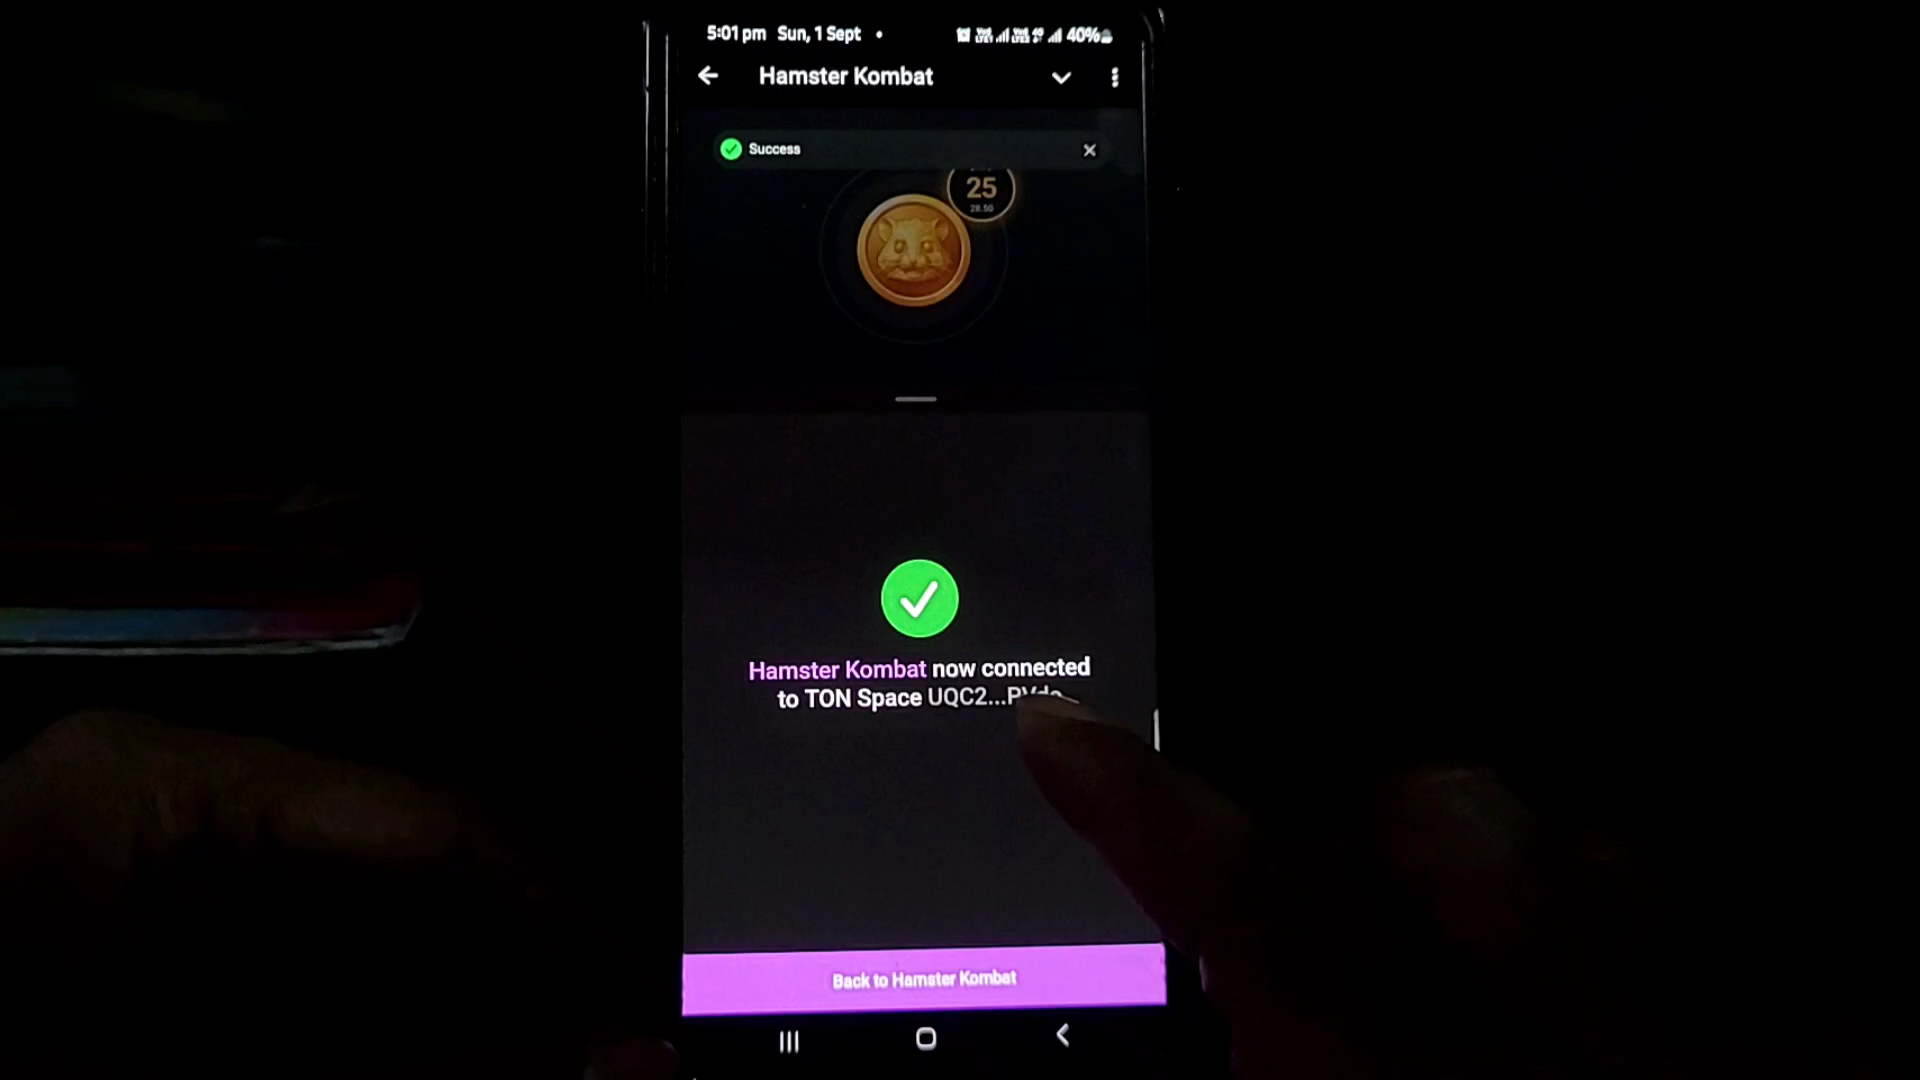 5:01 pm Sun, 1 Sept
40%
Hamster Kombat
Success
25
28.50
Hamster Kombat now connected
to TON Space UQC2...
Back to Hamster Kombat